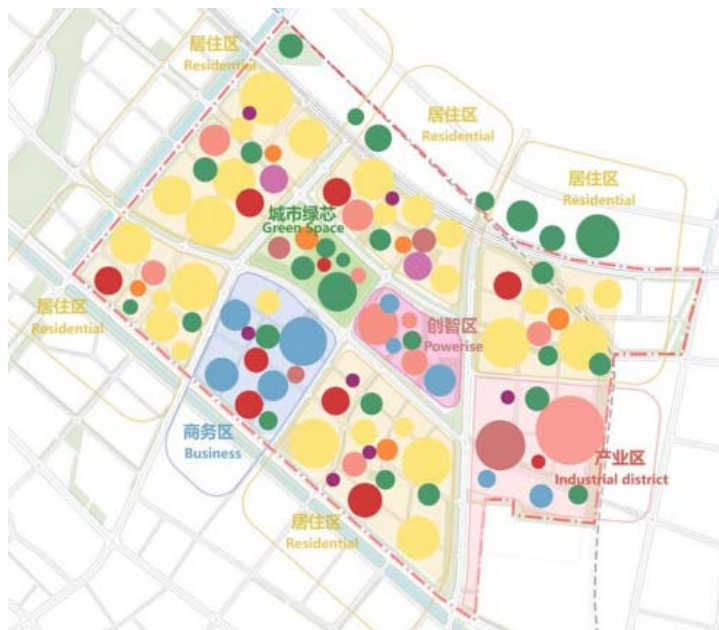 居住区
Residential
居住区
Residential
居住区
Residential
城市绿芯
Green Space
居住区
Residential
创智区
Powerise
商务区
Business
产业区
Industrial district
居住区
Residential